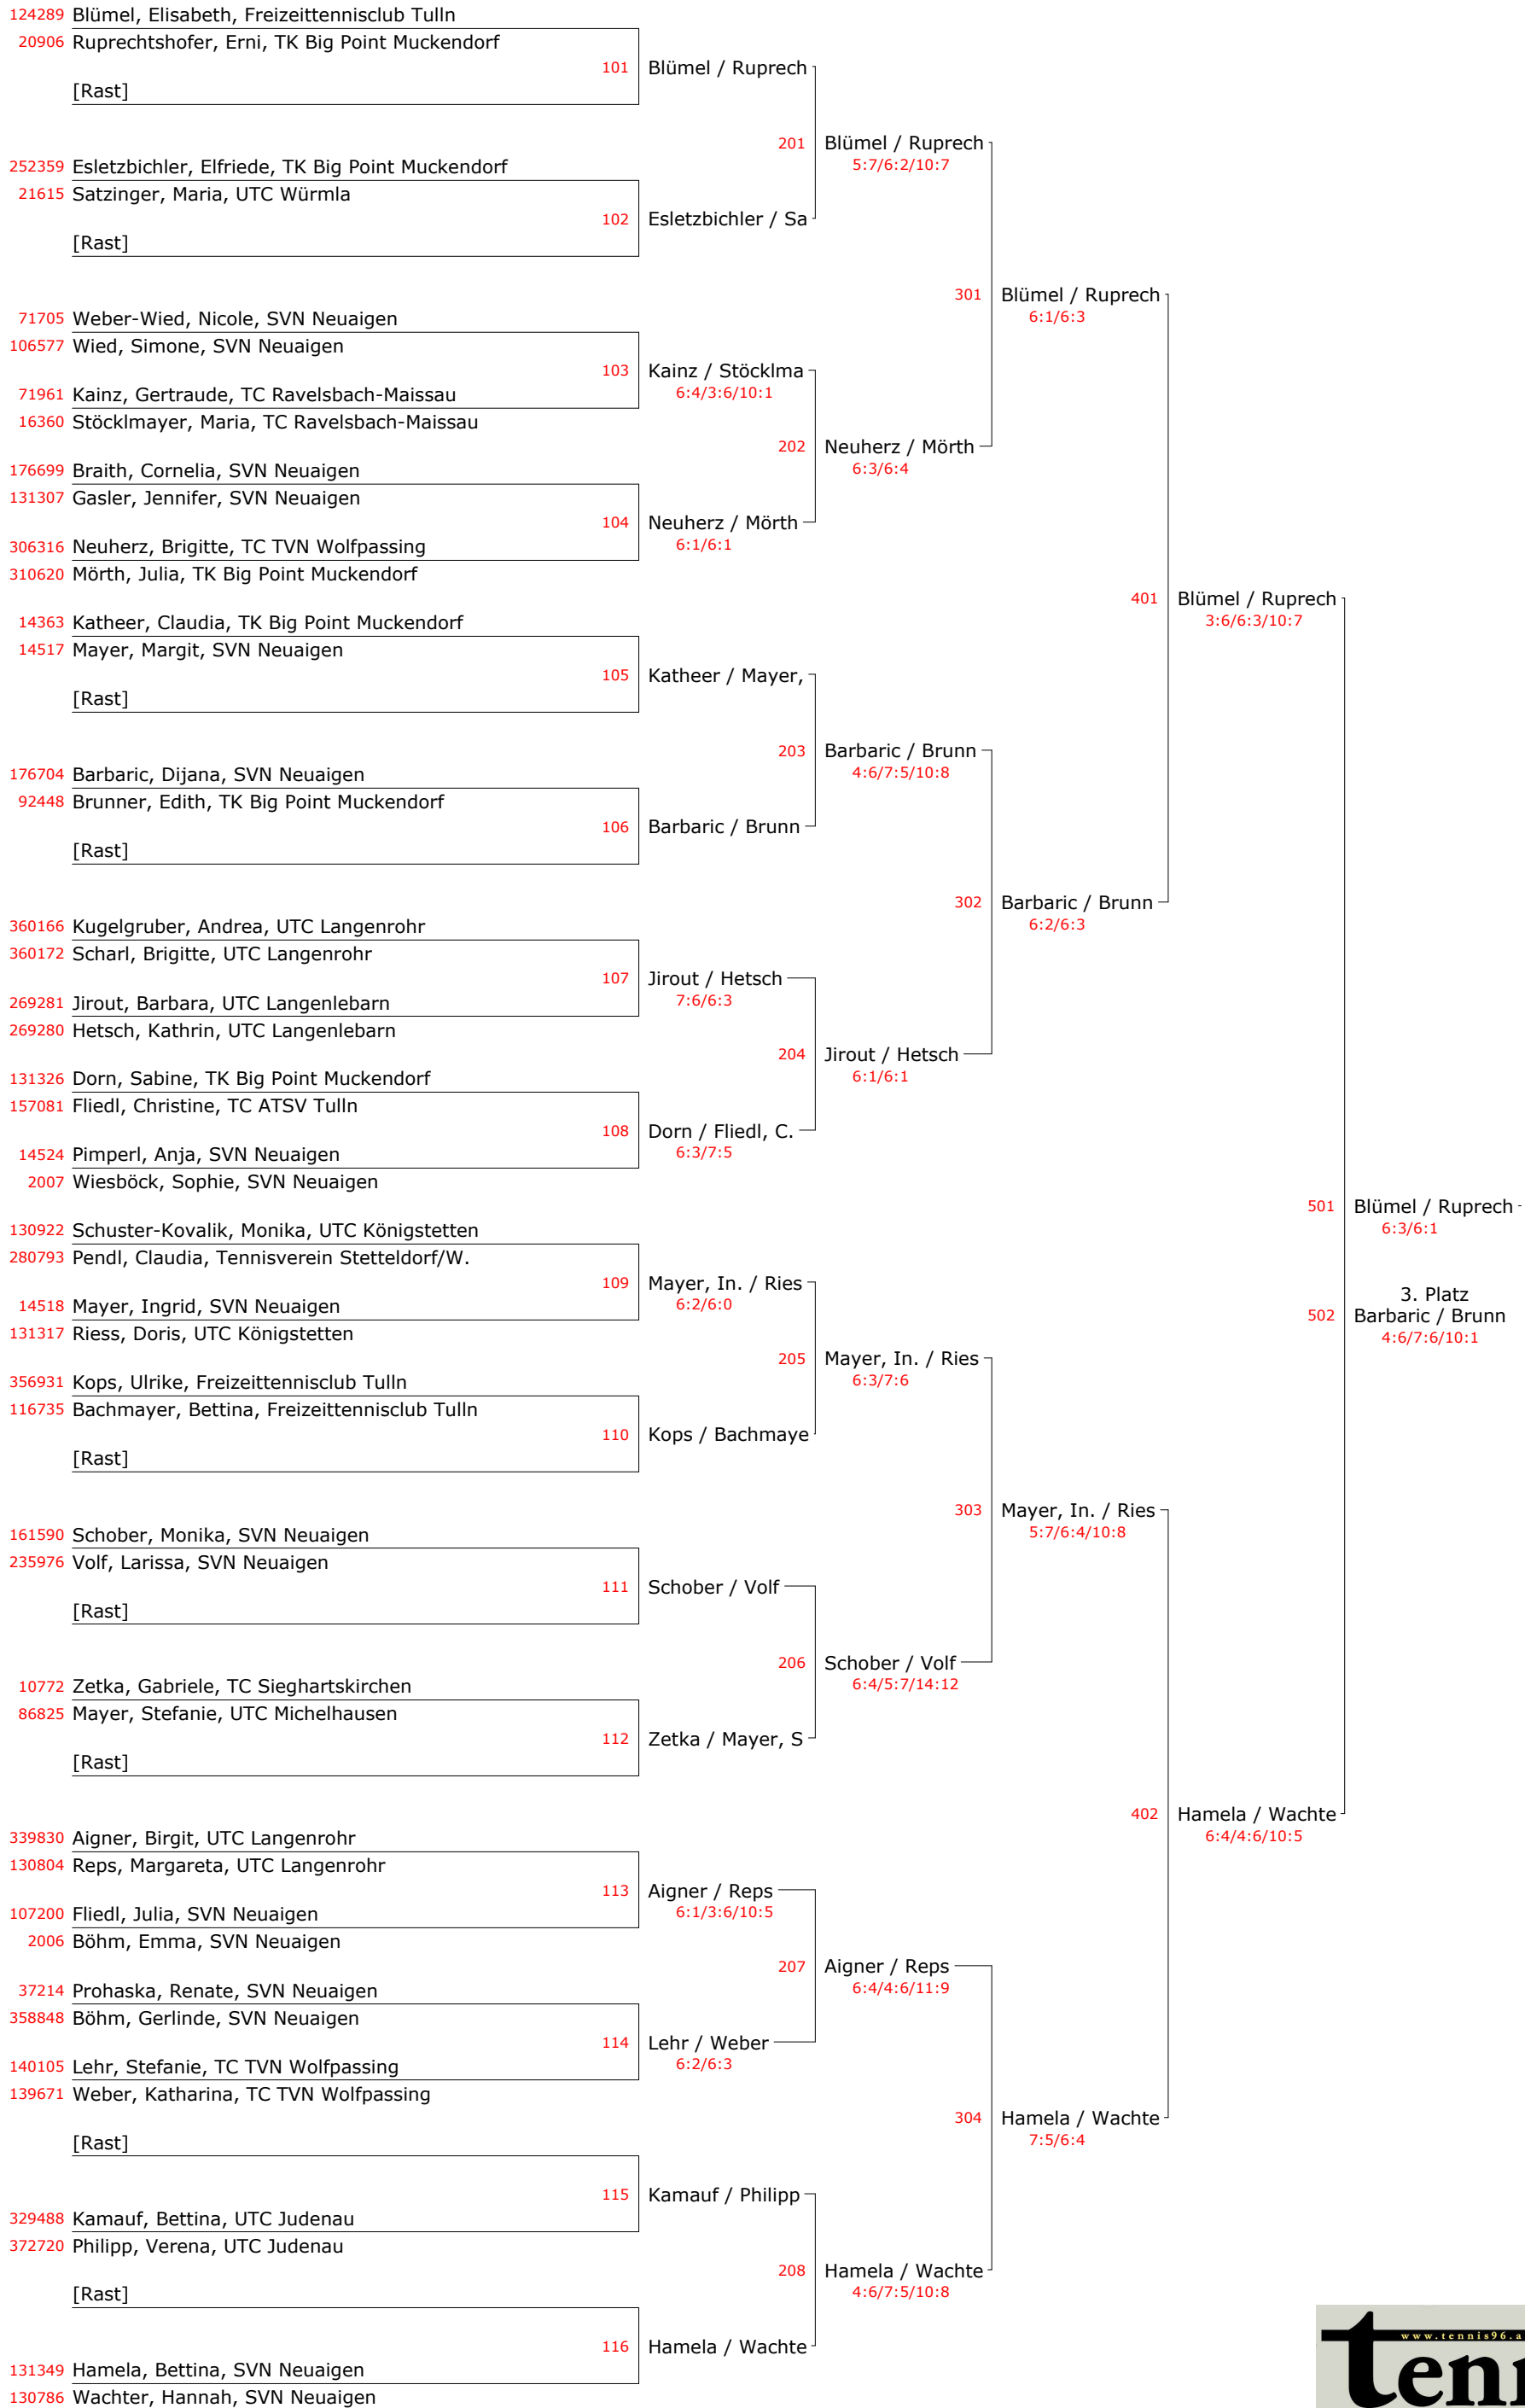 124289 Blümel, Elisabeth, Freizeittennisclub Tulln
20906 Ruprechtshofer, Erni, TK Big Point Muckendorf
101 Blümel / Ruprech
[Rast]
201 Blümel / Ruprech
5:7/6:2/10:7
252359 Esletzbichler, Elfriede, TK Big Point Muckendorf
21615 Satzinger, Maria, UTC Würmla
102 Esletzbichler / Sa
[Rast]
301 Blümel / Ruprech
6:1/6:3
71705 Weber-Wied, Nicole, SVN Neuaigen
106577 Wied, Simone, SVN Neuaigen
103 Kainz / Stöcklma
6:4/3:6/10:1
71961 Kainz, Gertraude, TC Ravelsbach-Maissau
16360 Stöcklmayer, Maria, TC Ravelsbach-Maissau
202 Neuherz / Mörth
6:3/6:4
176699 Braith, Cornelia, SVN Neuaigen
131307 Gasler, Jennifer, SVN Neuaigen
104 Neuherz / Mörth
6:1/6:1
306316 Neuherz, Brigitte, TC TVN Wolfpassing
310620 Mörth, Julia, TK Big Point Muckendorf
401 Blümel / Ruprech
3:6/6:3/10:7
14363 Katheer, Claudia, TK Big Point Muckendorf
14517 Mayer, Margit, SVN Neuaigen
105 Katheer / Mayer,
[Rast]
203 Barbaric / Brunn
4:6/7:5/10:8
176704 Barbaric, Dijana, SVN Neuaigen
92448 Brunner, Edith, TK Big Point Muckendorf
106 Barbaric / Brunn
[Rast]
302 Barbaric / Brunn
6:2/6:3
360166 Kugelgruber, Andrea, UTC Langenrohr
360172 Scharl, Brigitte, UTC Langenrohr
107 Jirout / Hetsch
7:6/6:3
269281 Jirout, Barbara, UTC Langenlebarn
269280 Hetsch, Kathrin, UTC Langenlebarn
204 Jirout / Hetsch
6:1/6:1
131326 Dorn, Sabine, TK Big Point Muckendorf
157081 Fliedl, Christine, TC ATSV Tulln
108 Dorn / Fliedl, C.
6:3/7:5
14524 Pimperl, Anja, SVN Neuaigen
2007 Wiesböck, Sophie, SVN Neuaigen
501 Blümel / Ruprech
6:3/6:1
130922 Schuster-Kovalik, Monika, UTC Königstetten
280793 Pendl, Claudia, Tennisverein Stetteldorf/W.
109 Mayer, In. / Ries
6:2/6:0
3. Platz
502 Barbaric / Brunn
4:6/7:6/10:1
14518 Mayer, Ingrid, SVN Neuaigen
131317 Riess, Doris, UTC Königstetten
205 Mayer, In. / Ries
6:3/7:6
356931 Kops, Ulrike, Freizeittennisclub Tulln
116735 Bachmayer, Bettina, Freizeittennisclub Tulln
110 Kops / Bachmaye
[Rast]
303 Mayer, In. / Ries
5:7/6:4/10:8
161590 Schober, Monika, SVN Neuaigen
235976 Volf, Larissa, SVN Neuaigen
111 Schober / Volf
[Rast]
206 Schober / Volf
6:4/5:7/14:12
10772 Zetka, Gabriele, TC Sieghartskirchen
86825 Mayer, Stefanie, UTC Michelhausen
112 Zetka / Mayer, S
[Rast]
402 Hamela / Wachte
6:4/4:6/10:5
339830 Aigner, Birgit, UTC Langenrohr
130804 Reps, Margareta, UTC Langenrohr
113 Aigner / Reps
6:1/3:6/10:5
107200 Fliedl, Julia, SVN Neuaigen
2006 Böhm, Emma, SVN Neuaigen
207 Aigner / Reps
6:4/4:6/11:9
37214 Prohaska, Renate, SVN Neuaigen
358848 Böhm, Gerlinde, SVN Neuaigen
114 Lehr / Weber
6:2/6:3
140105 Lehr, Stefanie, TC TVN Wolfpassing
139671 Weber, Katharina, TC TVN Wolfpassing
304 Hamela / Wachte
7:5/6:4
[Rast]
115 Kamauf / Philipp
329488 Kamauf, Bettina, UTC Judenau
372720 Philipp, Verena, UTC Judenau
208 Hamela / Wachte
4:6/7:5/10:8
[Rast]
116 Hamela / Wachte
131349 Hamela, Bettina, SVN Neuaigen
130786 Wachter, Hannah, SVN Neuaigen
www.tennis96.a
tenn